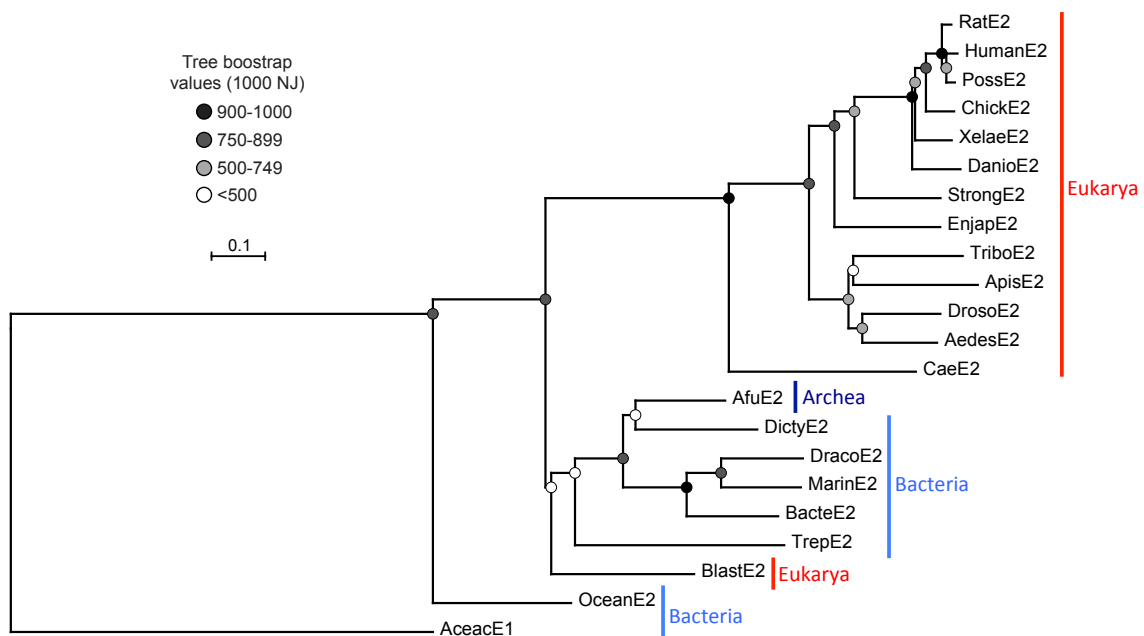 Tree boostrap
values (1000 NJ)
900-1000
750-899
500-749
<500
0.1
RatE2
HumanE2
PossE2
ChickE2
XelaeE2
DanioE2
StrongE2
EnjapE2
TriboE2
ApisE2
DrosoE2
AedesE2
CaeE2
Eukarya
AfuE2
Archea
DictyE2
DracoE2
MarinE2
BacteE2
TrepE2
Bacteria
BlastE2
Eukarya
OceanE2
Bacteria
AceacE1